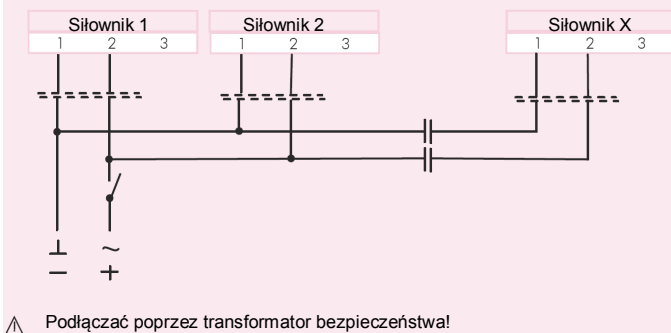 Siłownik 1 Siłownik 2 Siłownik X
1 2 3 1 2 3 1 2 3
⊥ ~
− +
⚠ Podłączać poprzez transformator bezpieczeństwa!